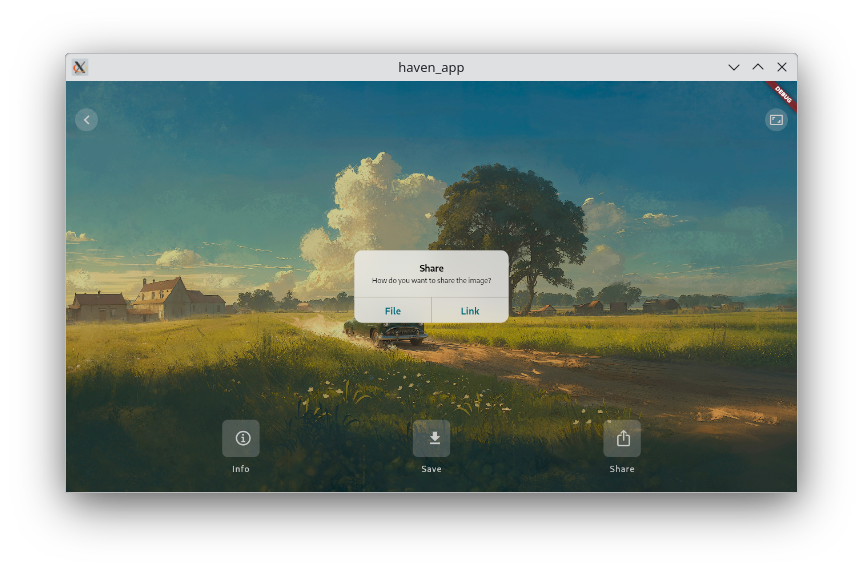 haven_app
DEBUG
Share
How do you want to share the image?
File
Link
Info
Save
Share